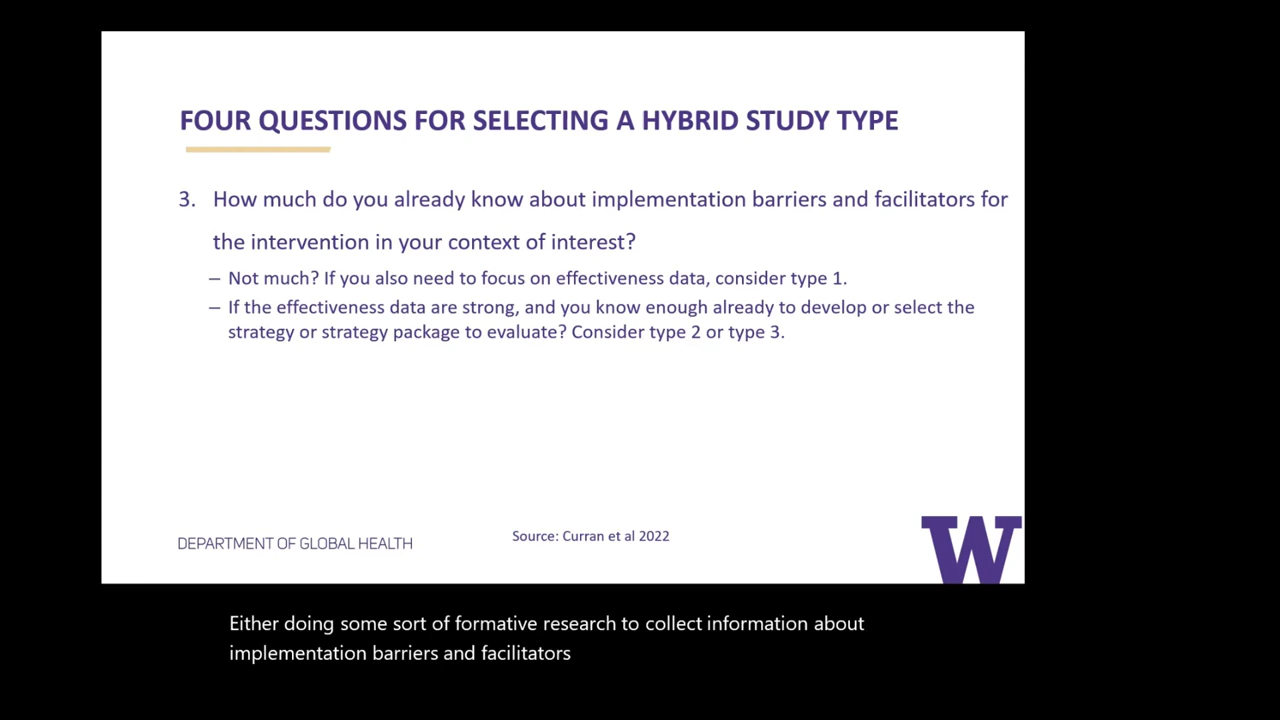 FOUR QUESTIONS FOR SELECTING A HYBRID STUDY TYPE
3. How much do you already know about implementation barriers and facilitators for
the intervention in your context of interest?
– Not much? If you also need to focus on effectiveness data, consider type 1.
– If the effectiveness data are strong, and you know enough already to develop or select the
strategy or strategy package to evaluate? Consider type 2 or type 3.
DEPARTMENT OF GLOBAL HEALTH
Source: Curran et al 2022
W
Either doing some sort of formative research to collect information about
implementation barriers and facilitators